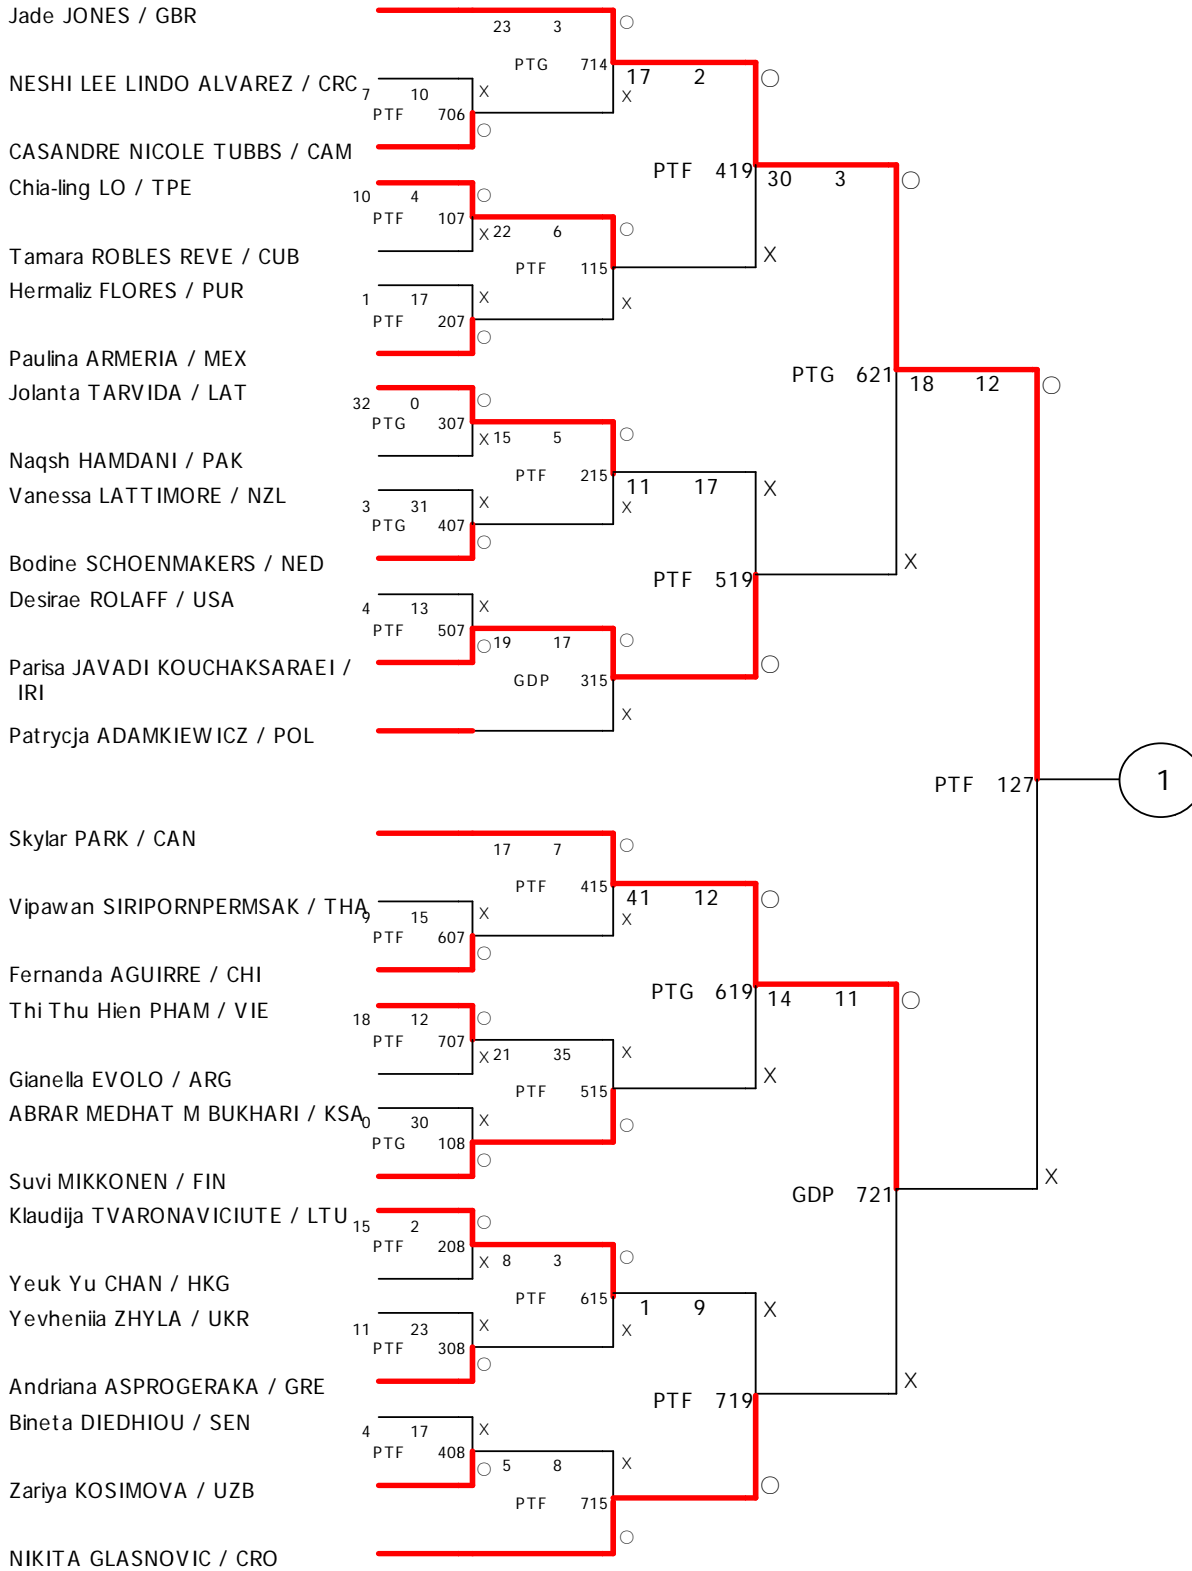 Jade JONES / GBR
23 3
PTG 714
17 2
NESHI LEE LINDO ALVAREZ / CRC
7 10
X
X
PTF 706
CASANDRE NICOLE TUBBS / CAM
PTF 419
30 3
Chia-ling LO / TPE
10 4
PTF 107
X
22 6
Tamara ROBLES REVE / CUB
X
PTF 115
Hermaliz FLORES / PUR
1 17
X
X
PTF 207
Paulina ARMERIA / MEX
PTG 621
18 12
Jolanta TARVIDA / LAT
32 0
PTG 307
X
15 5
Naqsh HAMDANI / PAK
PTF 215
11 17
X
Vanessa LATTIMORE / NZL
3 31
X
X
PTG 407
Bodine SCHOENMAKERS / NED
X
PTF 519
Desirae ROLAFF / USA
4 13
X
PTF 507
19 17
Parisa JAVADI KOUCHAKSARAEI /
IRI
GDP 315
X
Patrycja ADAMKIEWICZ / POL
PTF 127
1
Skylar PARK / CAN
17 7
PTF 415
41 12
Vipawan SIRIPORNPERMSAK / THA
9 15
X
X
PTF 607
Fernanda AGUIRRE / CHI
PTG 619
14 11
Thi Thu Hien PHAM / VIE
18 12
PTF 707
X
21 35
X
Gianella EVOLO / ARG
X
PTF 515
ABRAR MEDHAT M BUKHARI / KSA
0 30
X
PTG 108
Suvi MIKKONEN / FIN
X
GDP 721
Klaudija TVARONAVICIUTE / LTU
15 2
PTF 208
X
8 3
Yeuk Yu CHAN / HKG
PTF 615
1 9
X
Yevheniia ZHYLA / UKR
11 23
X
X
PTF 308
Andriana ASPROGERAKA / GRE
X
PTF 719
Bineta DIEDHIOU / SEN
4 17
X
PTF 408
5 8
X
Zariya KOSIMOVA / UZB
PTF 715
NIKITA GLASNOVIC / CRO